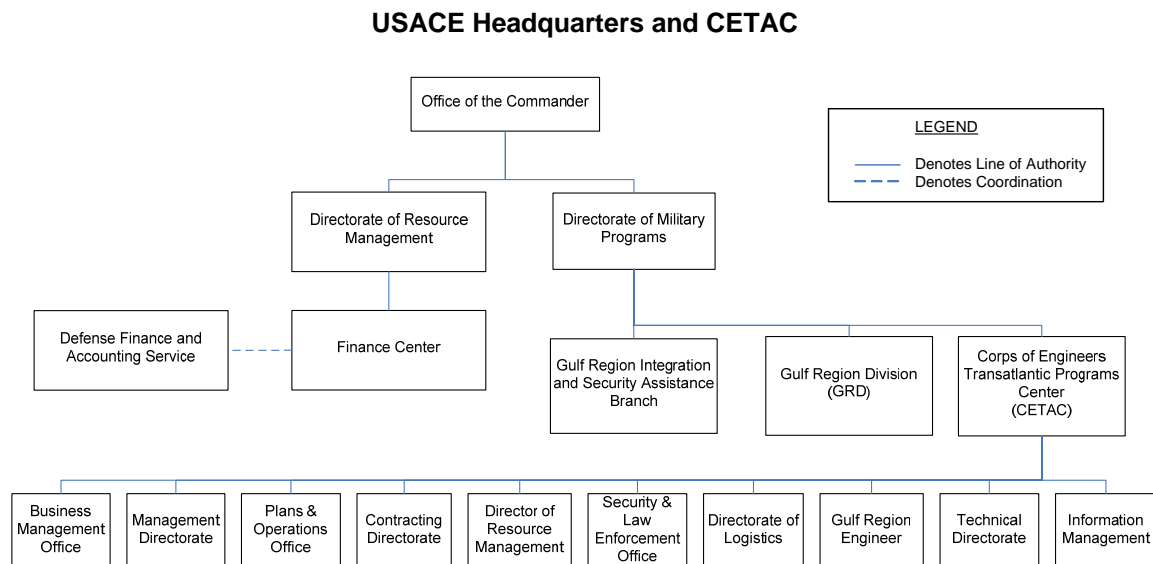 USACE Headquarters and CETAC
Office of the Commander
LEGEND
Denotes Line of Authority
Denotes Coordination
Directorate of Resource
Management
Directorate of Military
Programs
Defense Finance and
Accounting Service
Finance Center
Gulf Region Integration
and Security Assistance
Branch
Gulf Region Division
(GRD)
Corps of Engineers
Transatlantic Programs
Center
(CETAC)
Business
Management
Office
Management
Directorate
Plans &
Operations
Office
Contracting
Directorate
Director of
Resource
Management
Security &
Law
Enforcement
Office
Directorate of
Logistics
Gulf Region
Engineer
Technical
Directorate
Information
Management